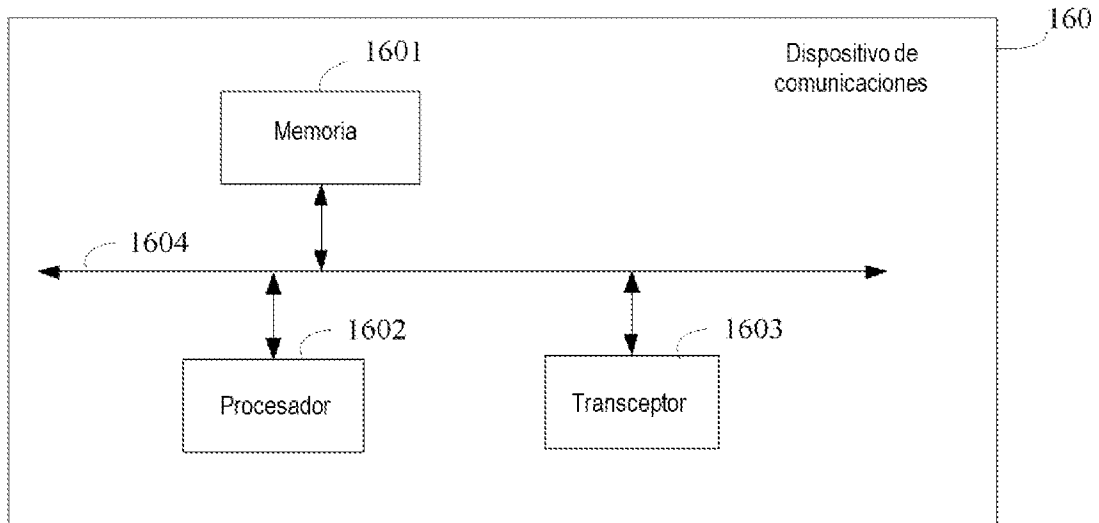 160
Dispositivo de
comunicaciones
1601
Memoria
1604
1602
1603
Procesador
Transceptor